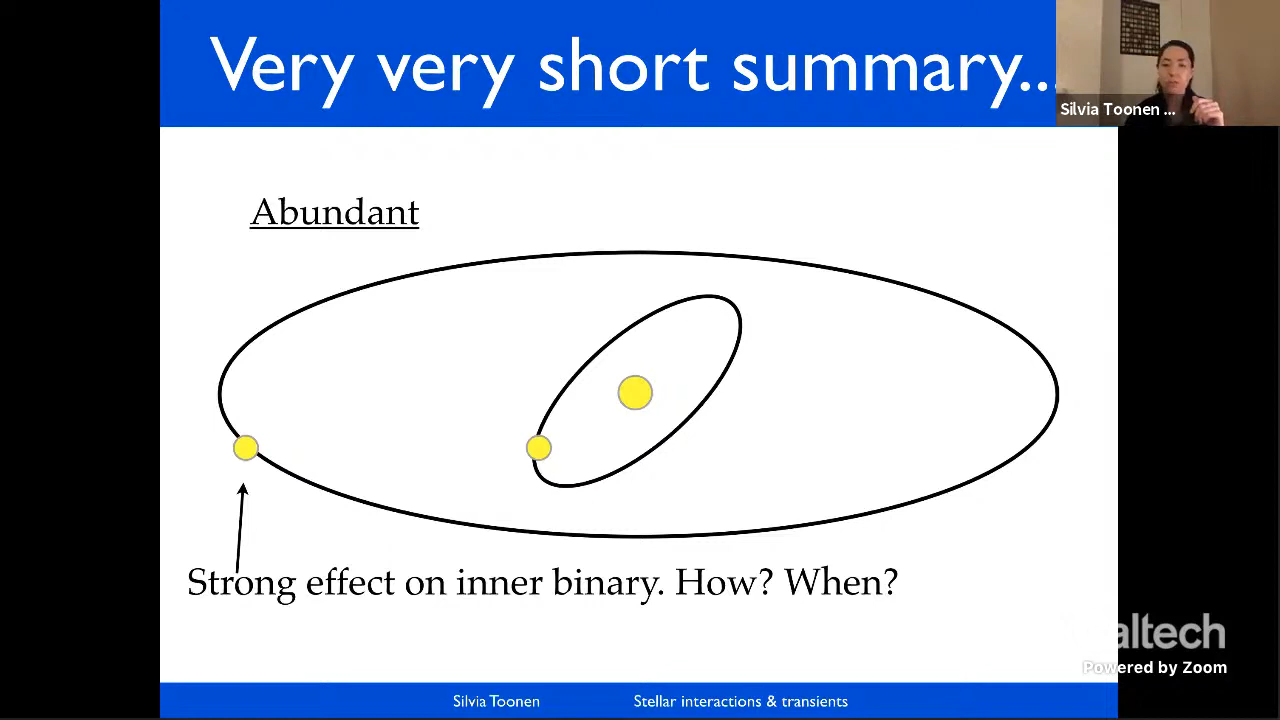 Very very short summary...
Silvia Toonen ...
Abundant
Strong effect on inner binary. How? When?
altech
Powered by Zoom
Silvia Toonen
Stellar interactions & transients